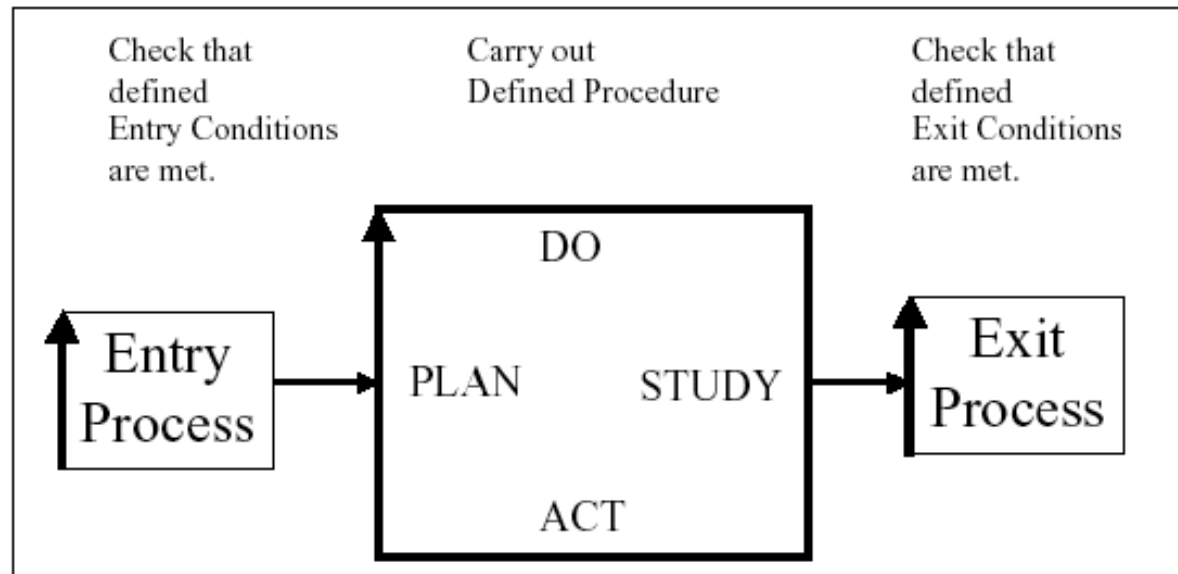 Check that
defined
Entry Conditions
are met.
Carry out
Defined Procedure
Check that
defined
Exit Conditions
are met.
Entry
Process
DO
PLAN
STUDY
ACT
Exit
Process